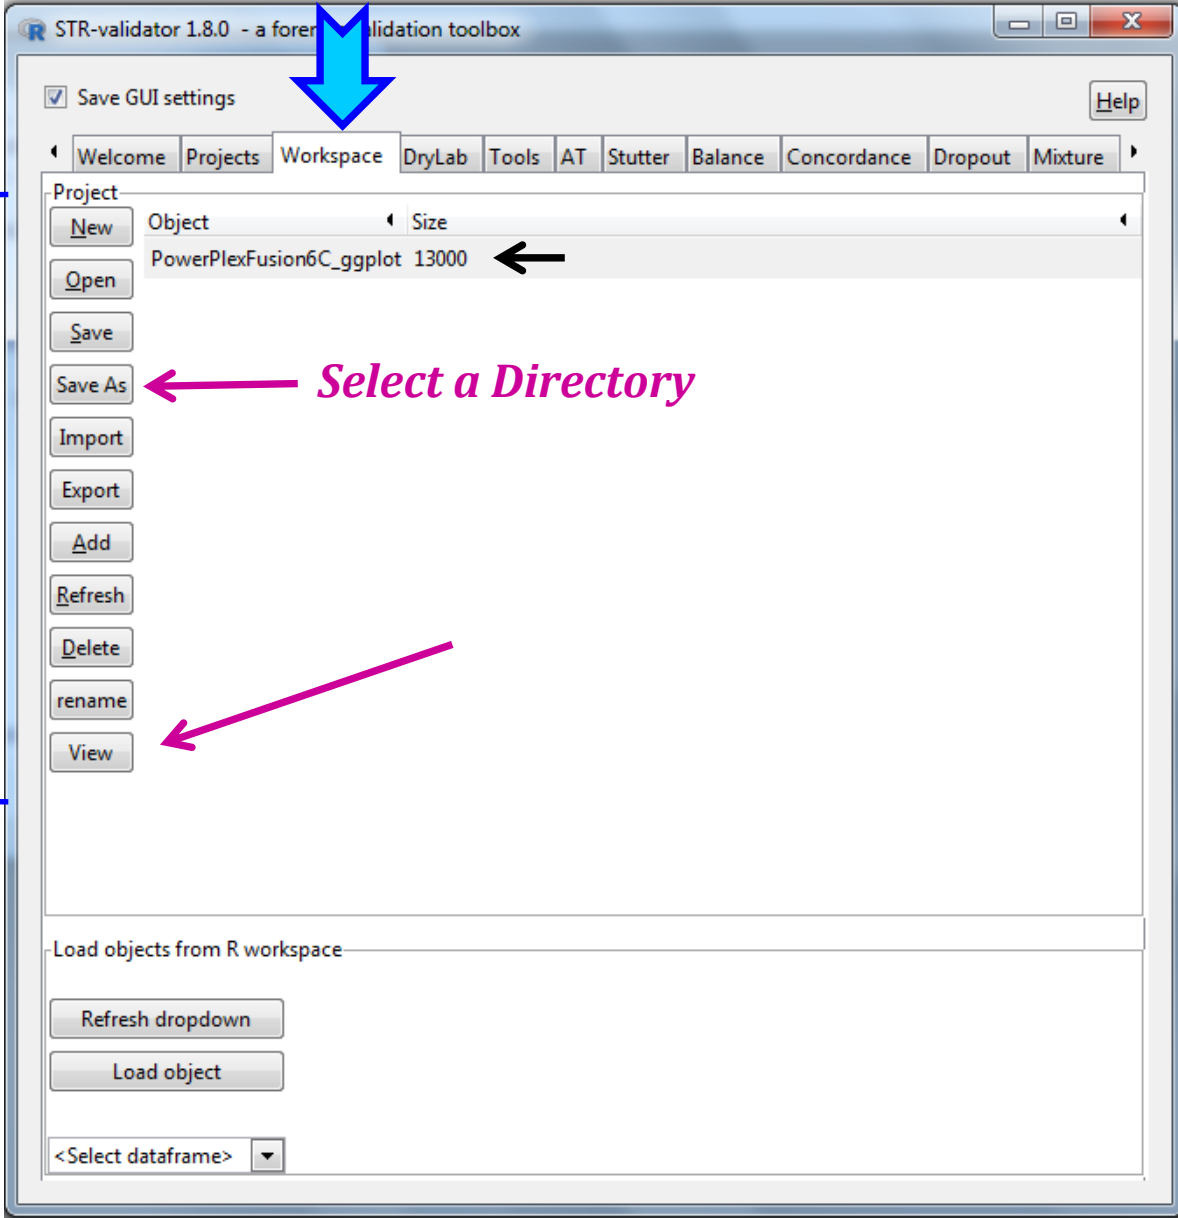 STR-validator 1.8.0 - a foren alidation toolbox
Save GUI settings
Help
Welcome Projects Workspace DryLab Tools AT Stutter Balance Concordance Dropout Mixture
Project
New
Object Size
PowerPlexFusion6C_ggplot 13000
Open
Save
Save As
Select a Directory
Import
Export
Add
Refresh
Delete
rename
View
Load objects from R workspace
Refresh dropdown
Load object
<Select dataframe>